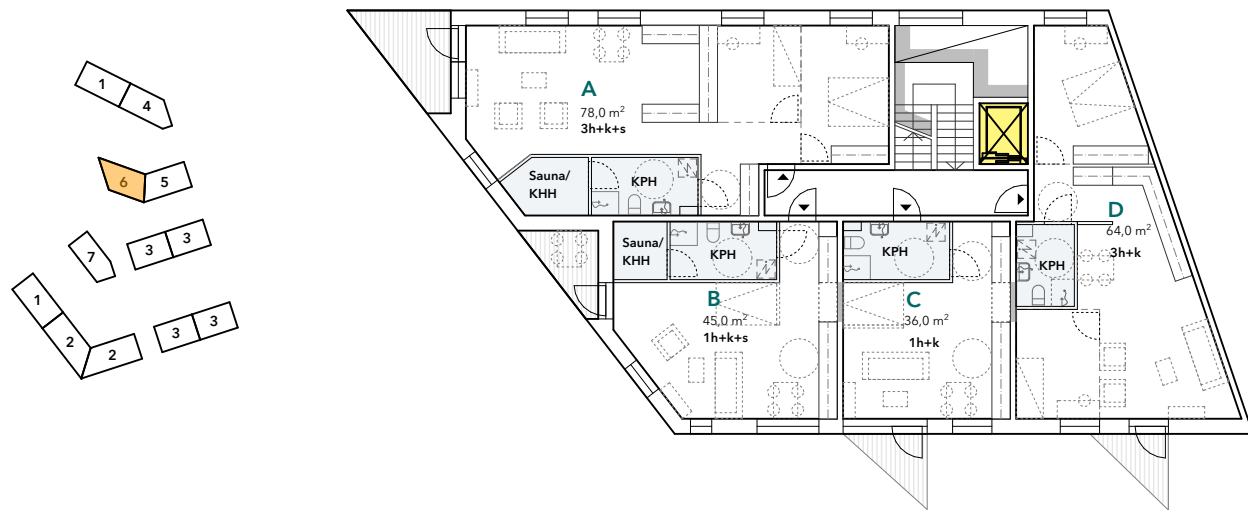 1
4
6
5
7
3
3
1
2
2
3
3
A
78,0 m²
3h+k+s
Sauna/
KHH
KPH
Sauna/
KHH
KPH
B
45,0 m²
1h+k+s
KPH
C
36,0 m²
1h+k
D
64,0 m²
3h+k
KPH